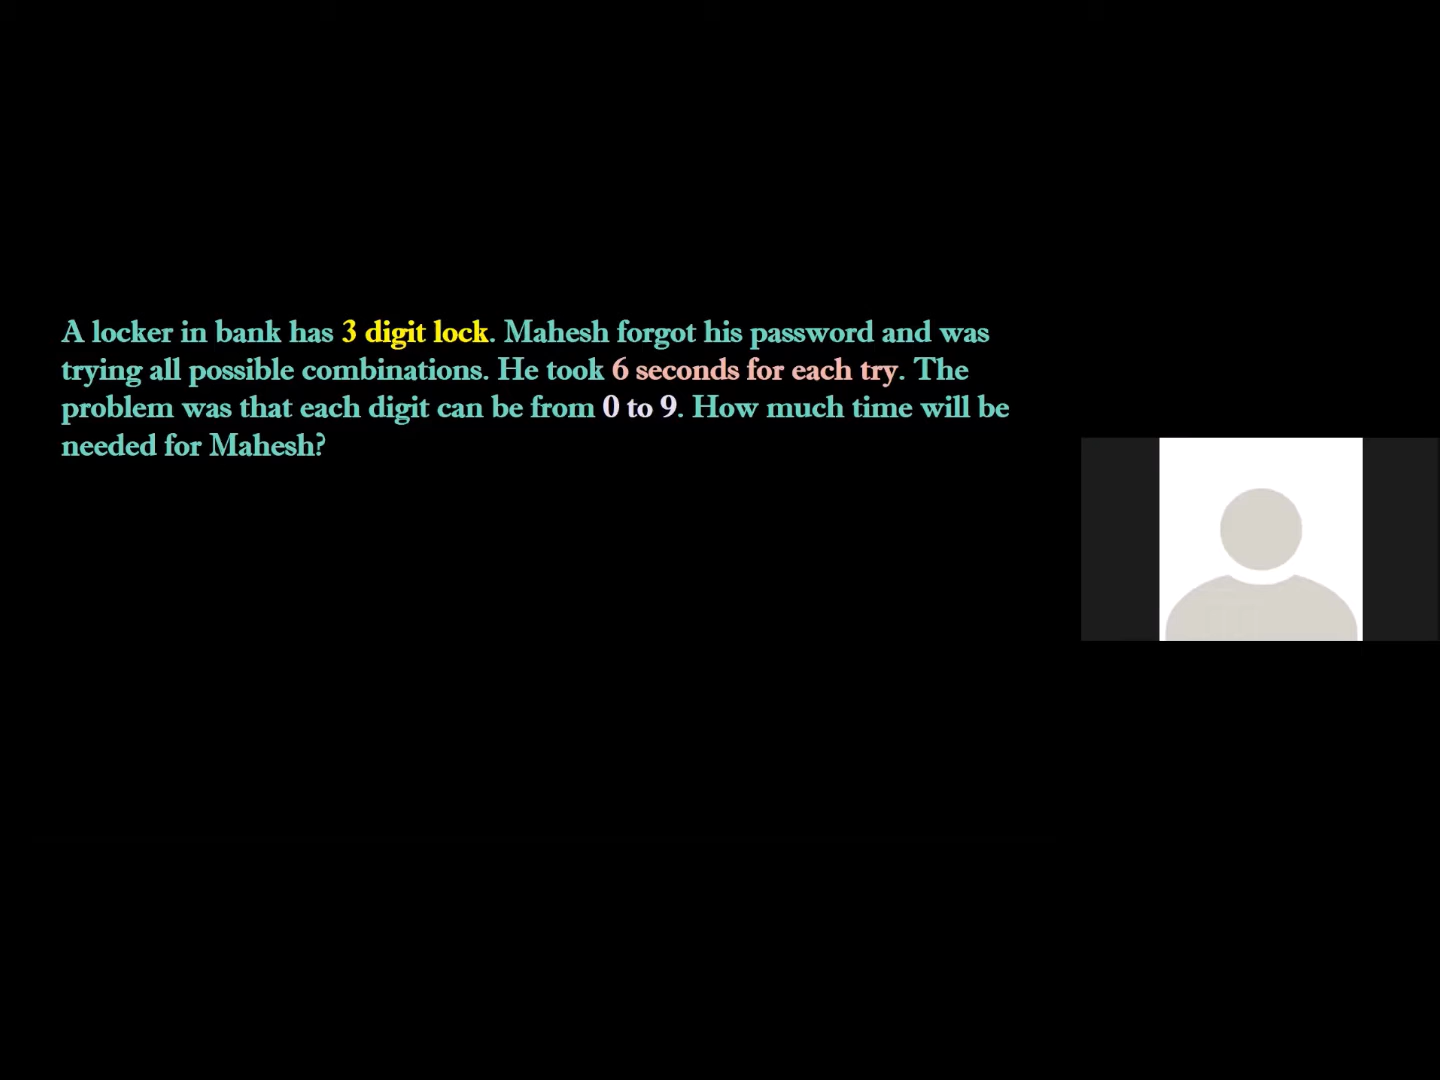 A locker in bank has 3 digit lock. Mahesh forgot his password and was
trying all possible combinations. He took 6 seconds for each try. The
problem was that each digit can be from 0 to 9. How much time will be
needed for Mahesh?